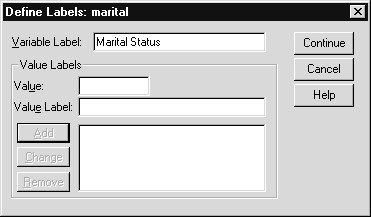 Define Labels: marital
Variable Label: Marital Status
Continue
Value Labels
Cancel
Value:
Help
Value Label:
Add
Change
Remove